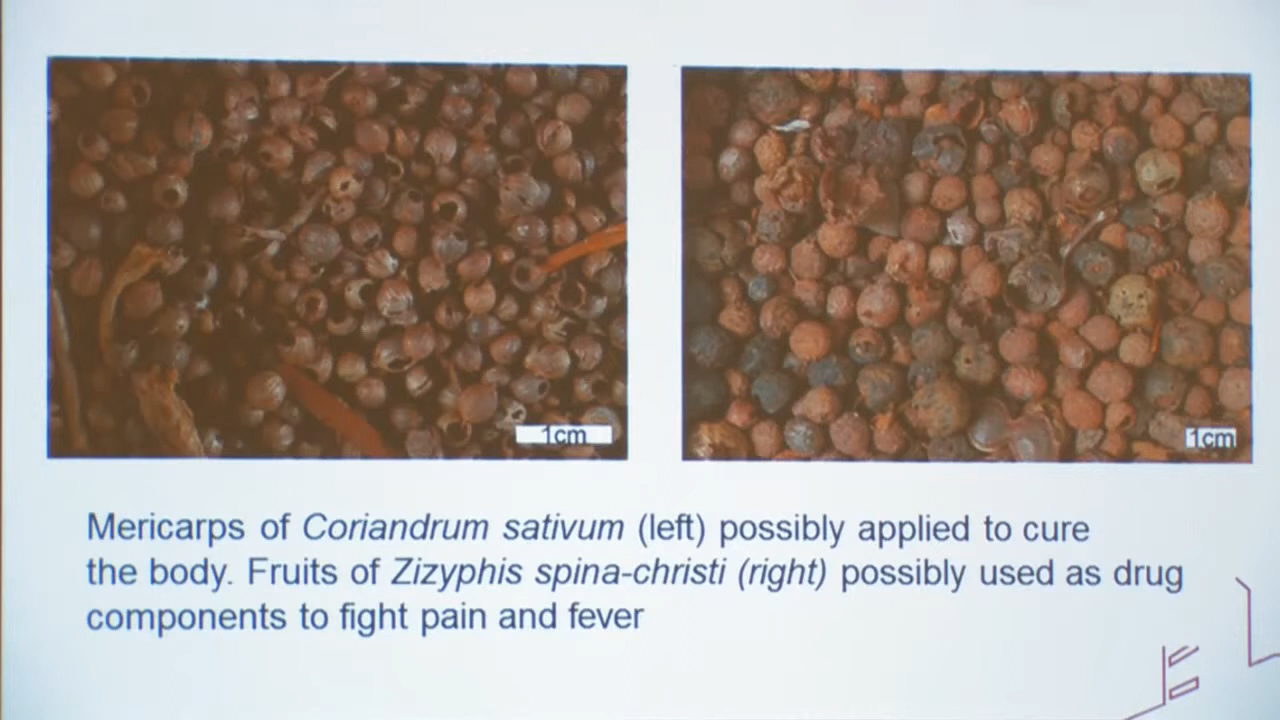 1cm
1cm
Mericarps of Coriandrum sativum (left) possibly applied to cure
the body. Fruits of Zizyphis spina-christi (right) possibly used as drug
components to fight pain and fever